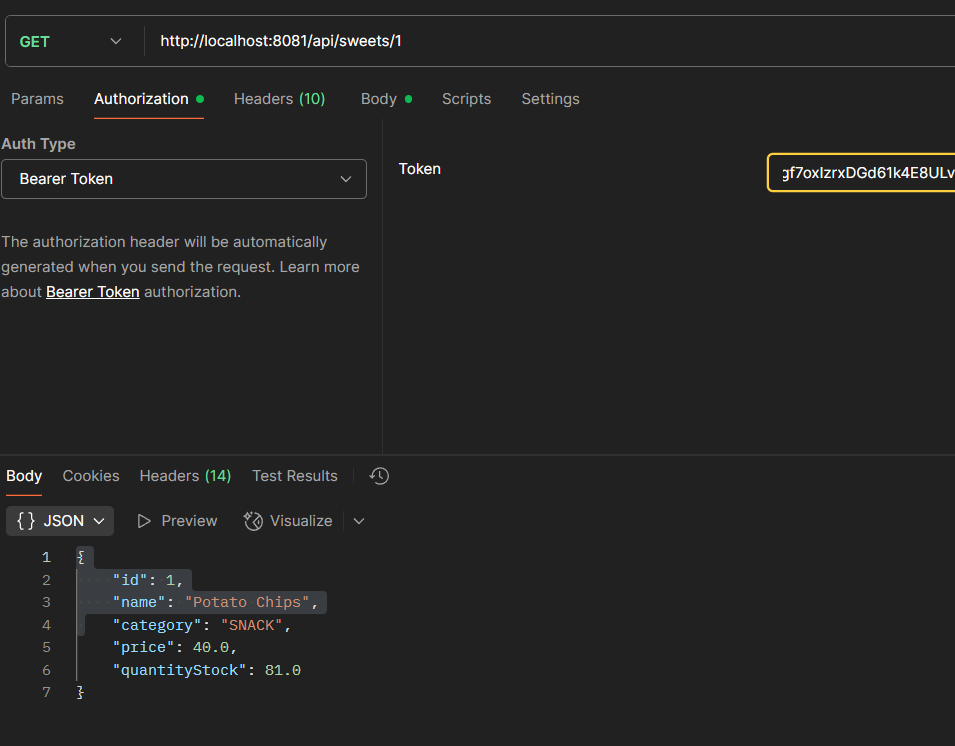 GET http://localhost:8081/api/sweets/1
Params Authorization Headers (10) Body Scripts Settings
Auth Type
Bearer Token
Token
gf7oxIzrxDGd61k4E8ULv
The authorization header will be automatically
generated when you send the request. Learn more
about Bearer Token authorization.
Body Cookies Headers (14) Test Results
{} JSON Preview Visualize
1 {
2 "id": 1,
3 "name": "Potato Chips",
4 "category": "SNACK",
5 "price": 40.0,
6 "quantityStock": 81.0
7 }